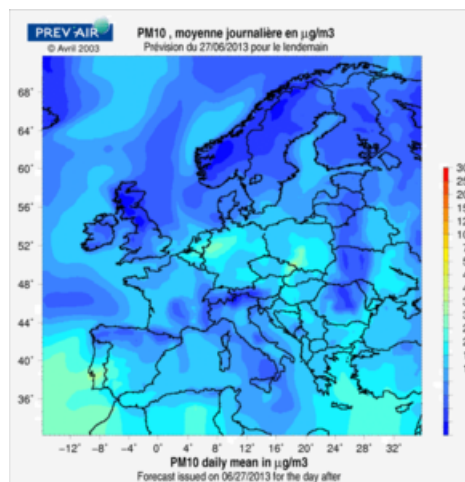 PREV'AIR
© Avril 2003
PM10 , moyenne journalière en µg/m3
Prévision du 27/06/2013 pour le lendemain
68°
64°
60°
56°
52°
48°
44°
40°
36°
−12° −8° −4° 0° 4° 8° 12° 16° 20° 24° 28° 32°
PM10 daily mean in µg/m3
Forecast issued on 06/27/2013 for the day after